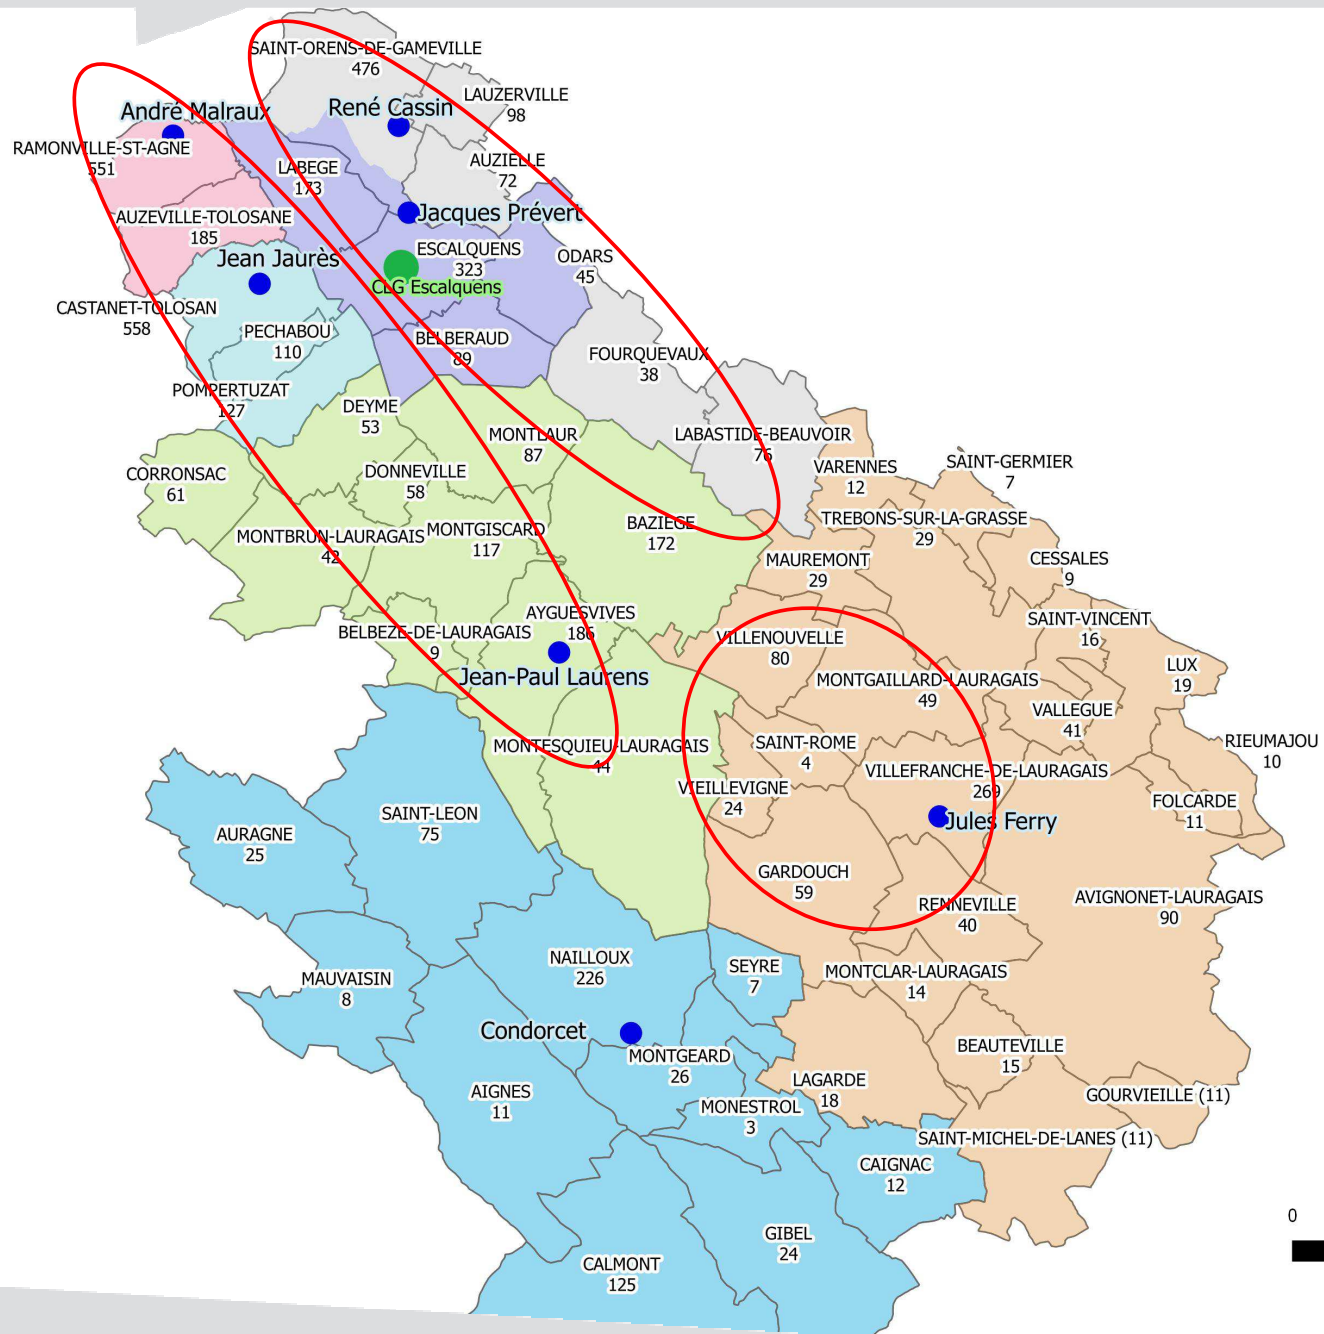 SAINT-ORENS-DE-GAMEVILLE
476
LAUZERVILLE
98
André Malraux
René Cassin
RAMONVILLE-ST-AGNE
551
LABEGE
173
AUZIELLE
72
AUZEVILLE-TOLOSANE
185
Jacques Prévert
ESCALQUENS
323
ODARS
45
Jean Jaurès
CLG Escalquens
CASTANET-TOLOSAN
558
PECHABOU
110
BELBERAUD
89
FOURQUEVAUX
38
POMPERTUZAT
127
DEYME
53
MONTLAUR
87
LABASTIDE-BEAUVOIR
76
CORRONSAC
61
DONNEVILLE
58
VARENNES
12
SAINT-GERMIER
7
MONTBRUN-LAURAGAIS
42
MONTGISCARD
117
BAZIEGE
172
TREBONS-SUR-LA-GRASSE
29
MAUREMONT
29
CESSALES
9
BELBEZE-DE-LAURAGAIS
9
AYGUESVIVES
186
VILLENOUVELLE
80
SAINT-VINCENT
16
Jean-Paul Laurens
MONTGAILLARD-LAURAGAIS
49
LUX
19
VALLEGUE
41
MONTESQUIEU-LAURAGAIS
44
SAINT-ROME
4
RIEUMAJOU
10
VILLEFRANCHE-DE-LAURAGAIS
269
VIEILLEVIGNE
24
FOLCARDE
11
Jules Ferry
SAINT-LEON
75
AURAGNE
25
GARDOUCH
59
RENNEVILLE
40
AVIGNONET-LAURAGAIS
90
NAILLOUX
226
SEYRE
7
MONTCLAR-LAURAGAIS
14
MAUVAISIN
8
Condorcet
MONTGEARD
26
BEAUTEVILLE
15
AIGNES
11
LAGARDE
18
GOURVIEILLE (11)
MONESTROL
3
SAINT-MICHEL-DE-LANES (11)
CAIGNAC
12
GIBEL
24
CALMONT
125
0